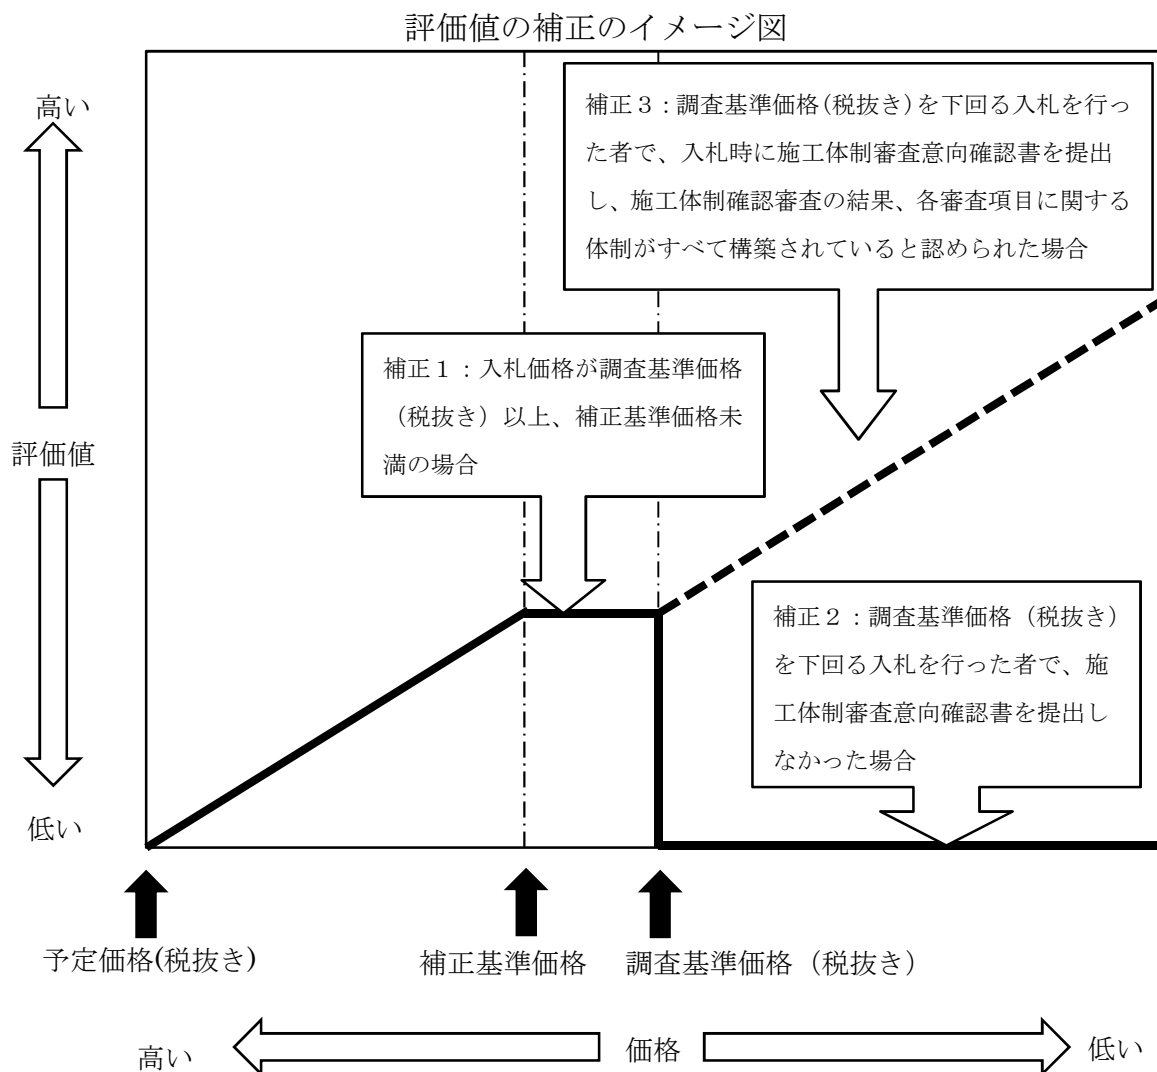 評価値の補正のイメージ図
高い
評価値
低い
補正３：調査基準価格(税抜き)を下回る入札を行っ
た者で、入札時に施工体制審査意向確認書を提出
し、施工体制確認審査の結果、各審査項目に関する
体制がすべて構築されていると認められた場合
補正１：入札価格が調査基準価格
（税抜き）以上、補正基準価格未
満の場合
補正２：調査基準価格（税抜き）
を下回る入札を行った者で、施
工体制審査意向確認書を提出し
なかった場合
予定価格(税抜き)
補正基準価格
調査基準価格（税抜き）
高い
価格
低い